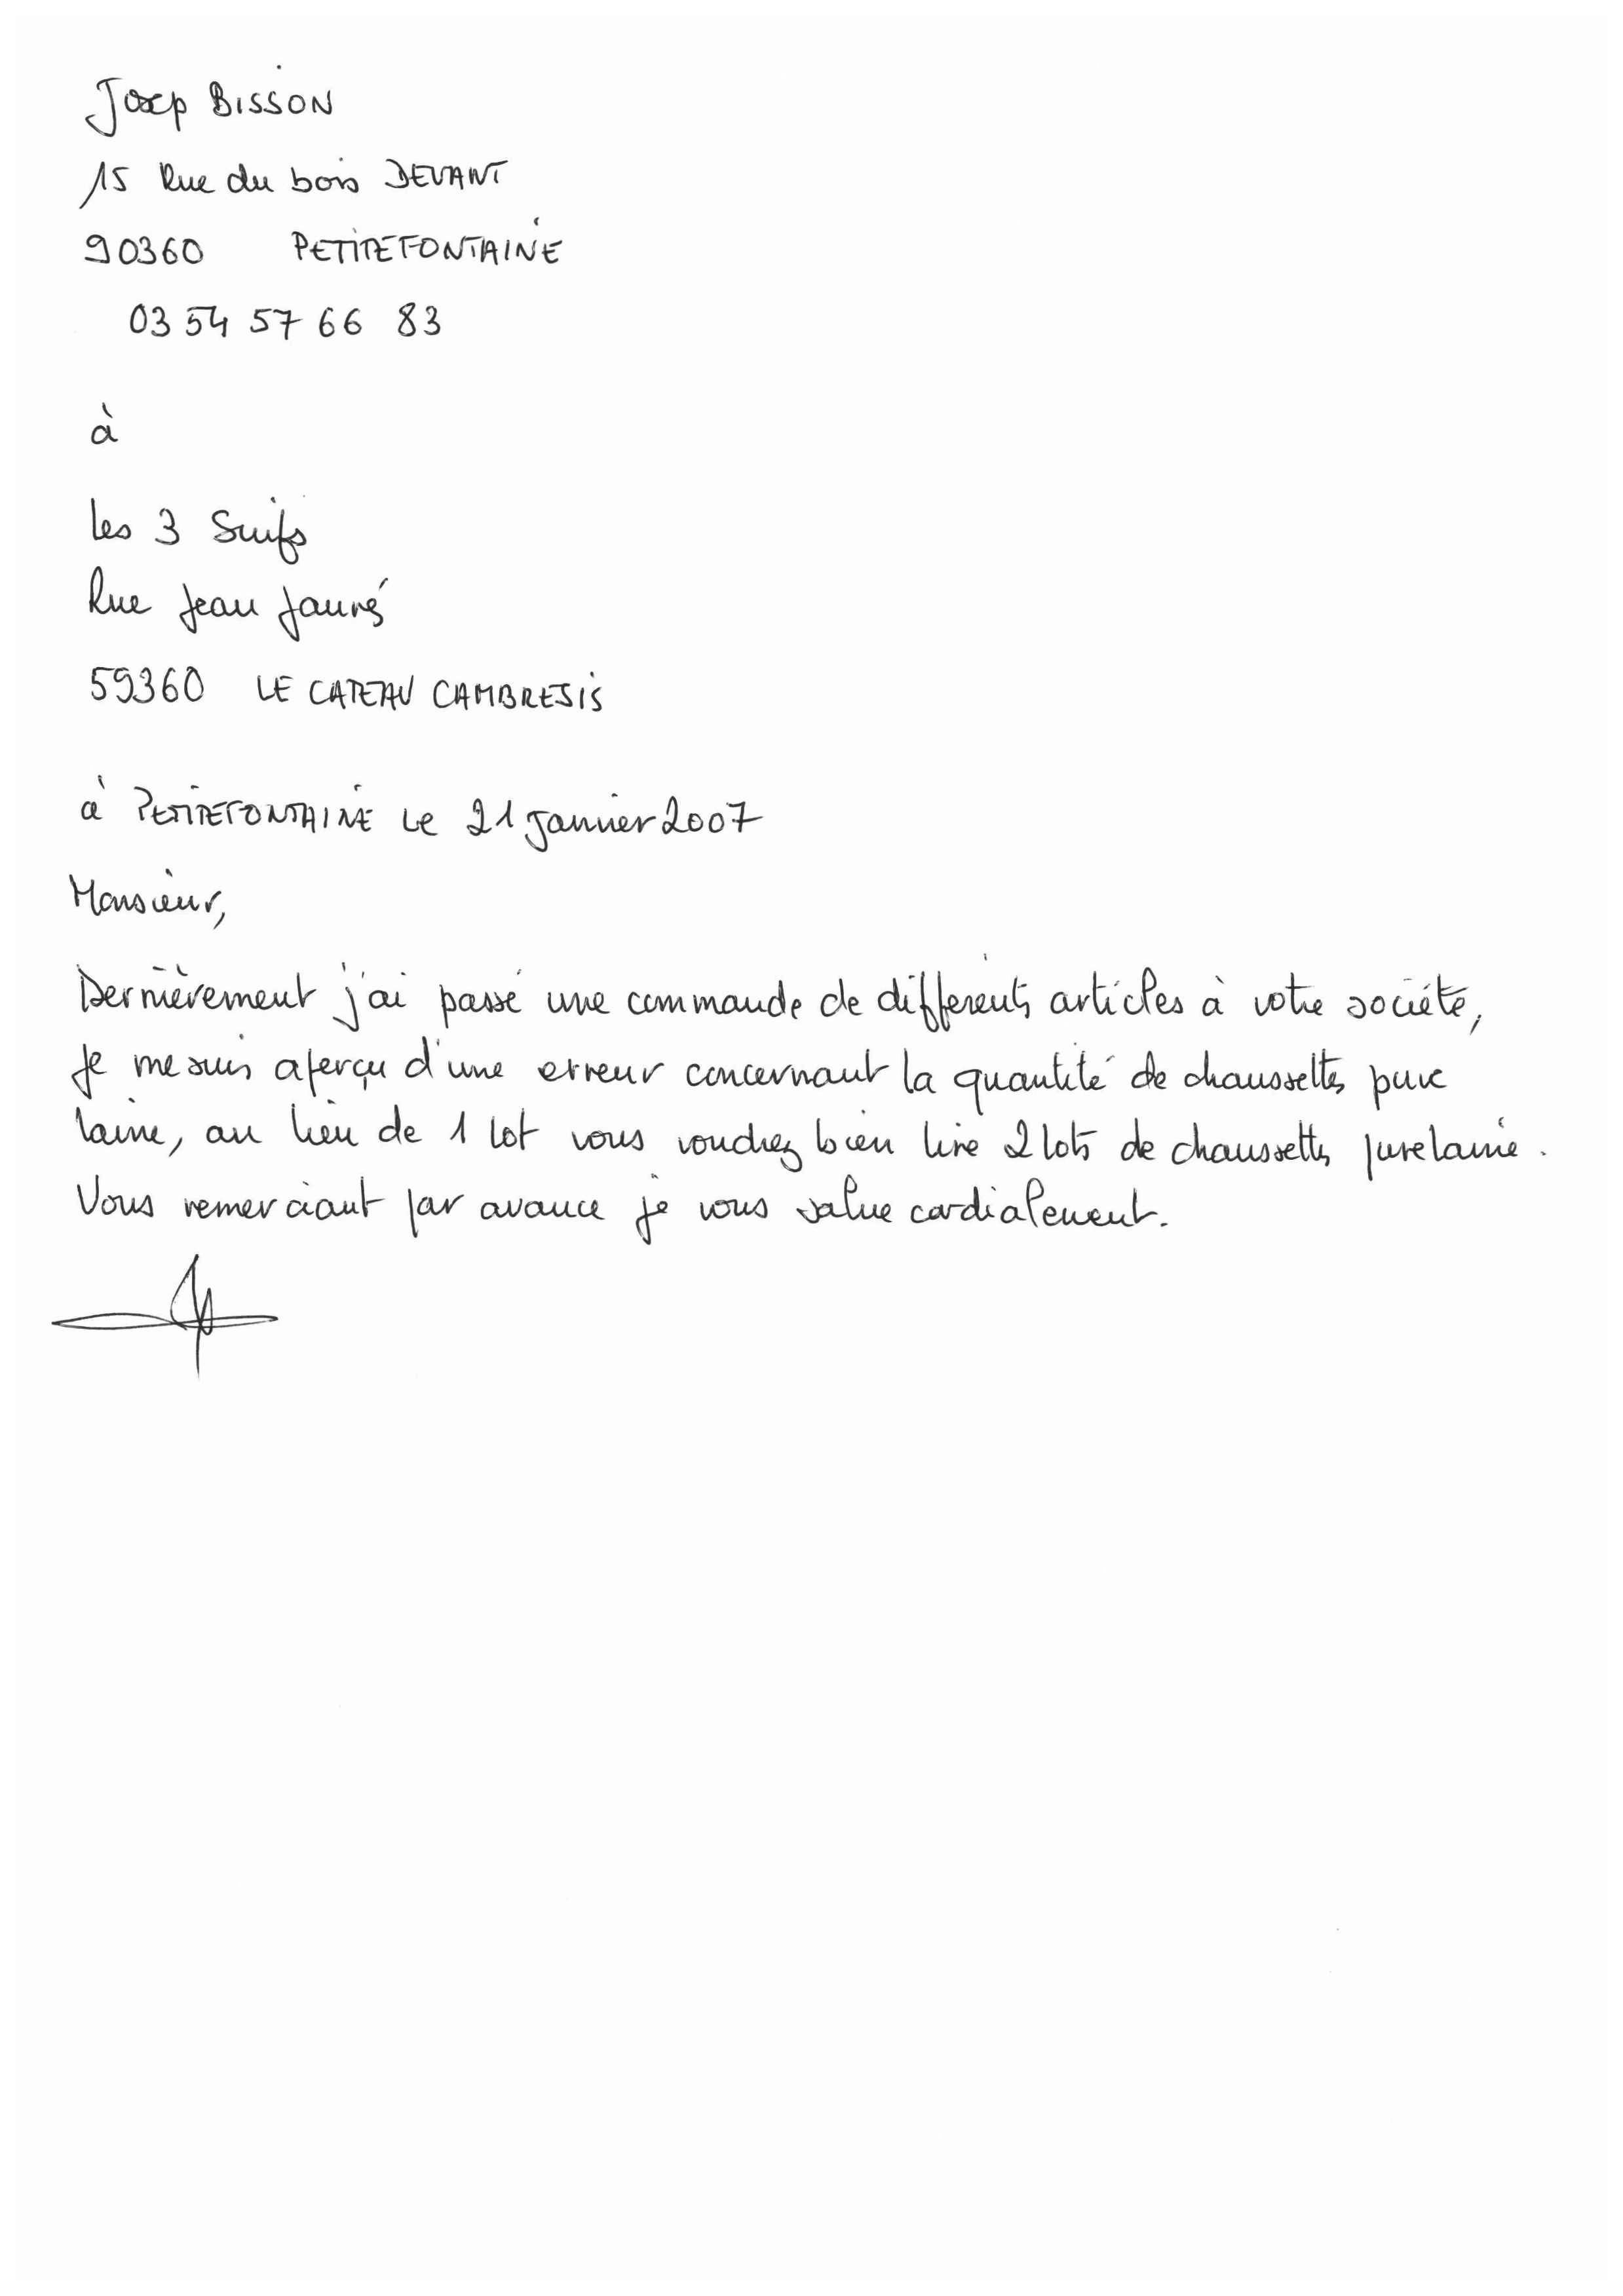 Josep BISSON
15 Rue du bois DEVANT
90360 PETITEFONTAINE
03 54 57 66 83
à
les 3 Suifs
Rue Jean Jaurés
59360 LE CATEAU CAMBRESIS
à PETITEFONTAINE Le 21 janvier 2007
Monsieur,
Dernièrement j'ai passé une commande de différents articles à votre société,
je me suis aperçu d'une erreur concernant la quantité de chaussettes pure
laine, au lieu de 1 lot vous voudrez bien lire 2 lots de chaussettes pure laine.
Vous remerciant par avance je vous salue cordialement.